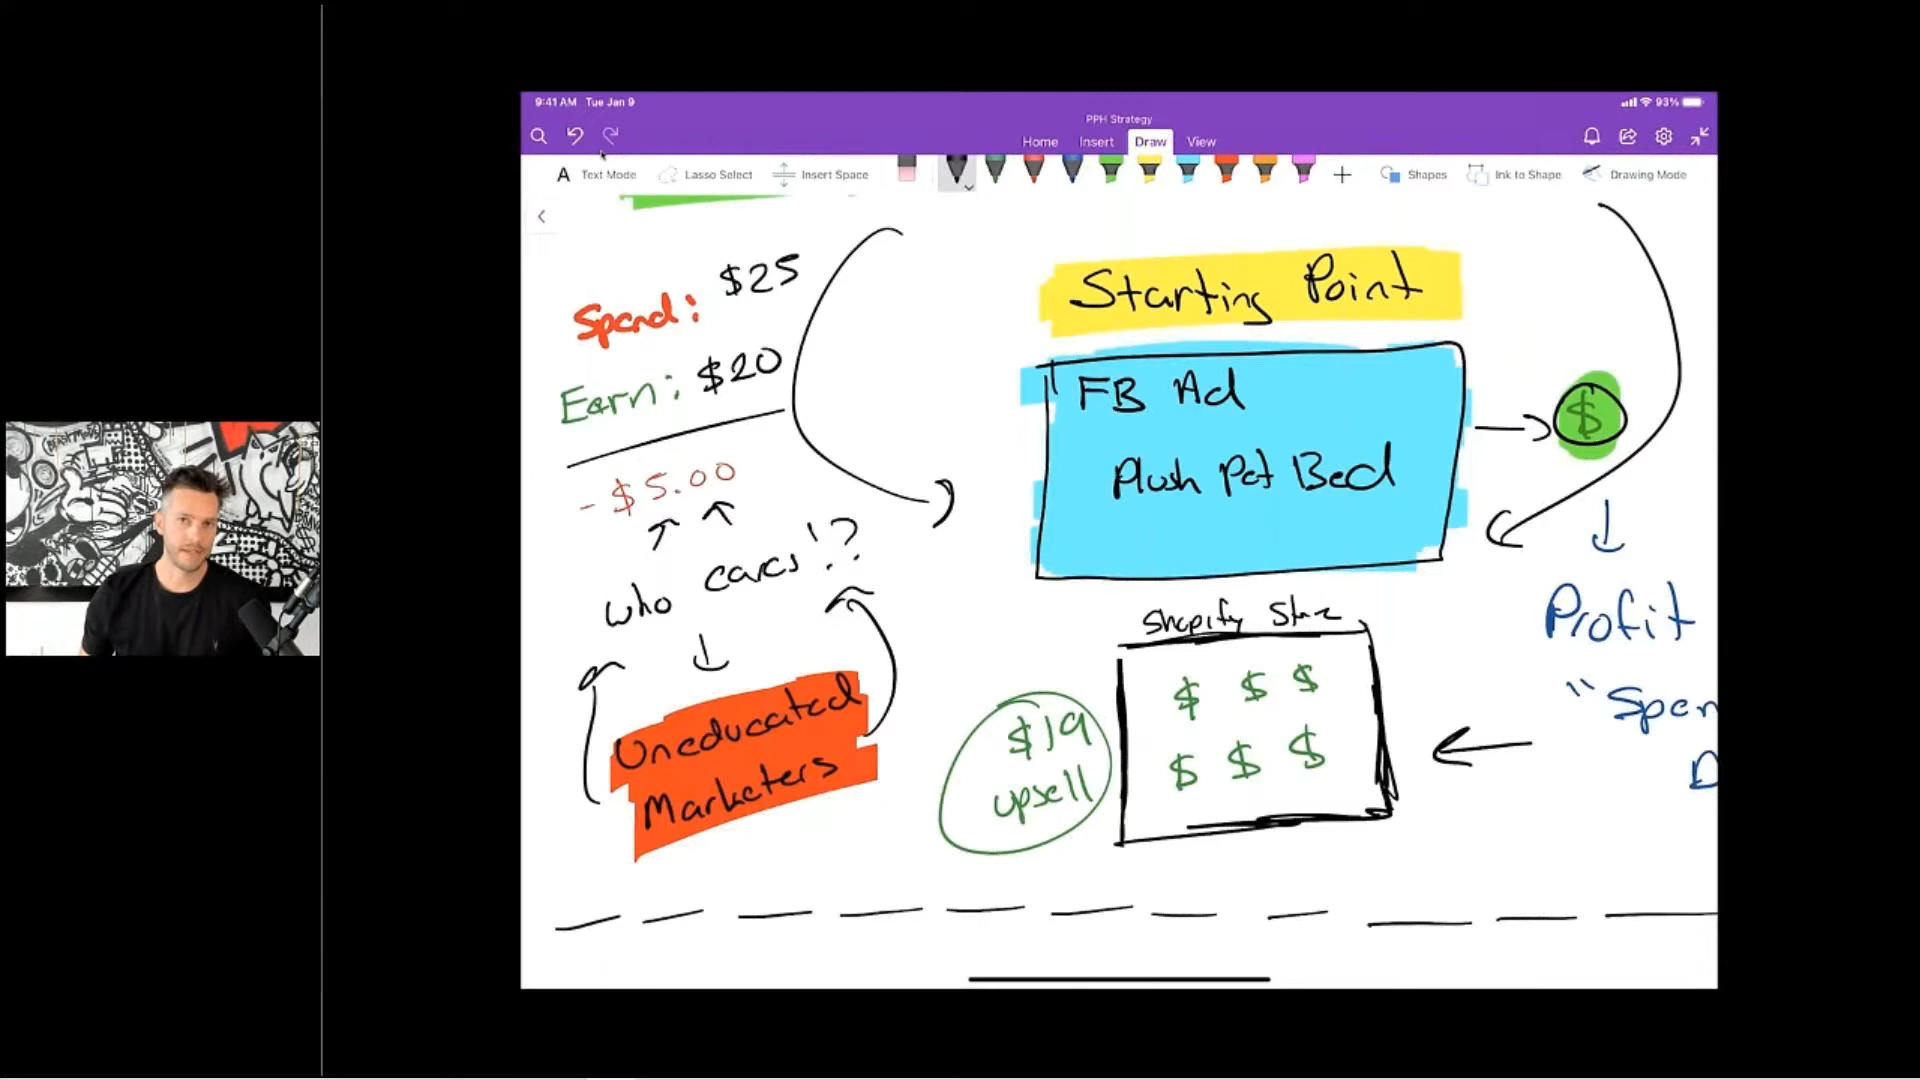 9:41 AM Tue Jan 9
93%
PPH Strategy
Home Insert Draw View
A Text Mode Lasso Select Insert Space Shapes Ink to Shape Drawing Mode
Starting Point
Spend: $25
Earn: $20
- $5.00
who cares!?
Uneducated
Marketers
FB Ad
Plush Pet Bed
$
Profit
"Spen
D
Shopify Store
$ $ $
$ $ $
$19
upsell